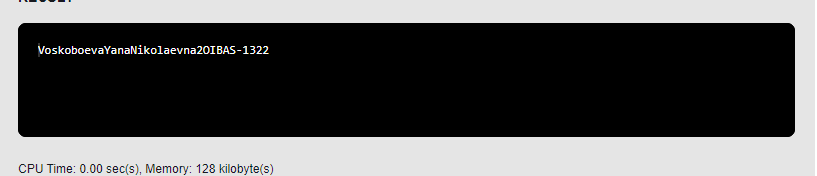 VoskoboevaYanaNikolaevna2OIBAS-1322
CPU Time: 0.00 sec(s), Memory: 128 kilobyte(s)